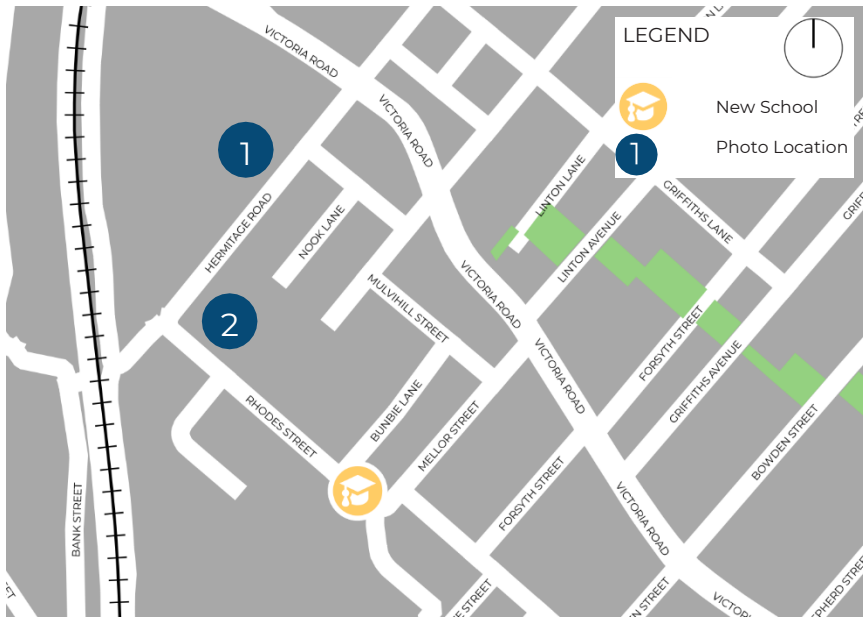 LEGEND
New School
1
Photo Location
VICTORIA ROAD
VICTORIA ROAD
1
HERMITAGE ROAD
NOOK LANE
LINTON LANE
GRIFFITHS LANE
LINTON AVENUE
VICTORIA ROAD
MULVIHILL STREET
2
FORSYTH STREET
VICTORIA ROAD
GRIFFITHS AVENUE
BUNBIE LANE
RHODES STREET
MELLOR STREET
BOWDEN STREET
FORSYTH STREET
BANK STREET
VICTORIA ROAD